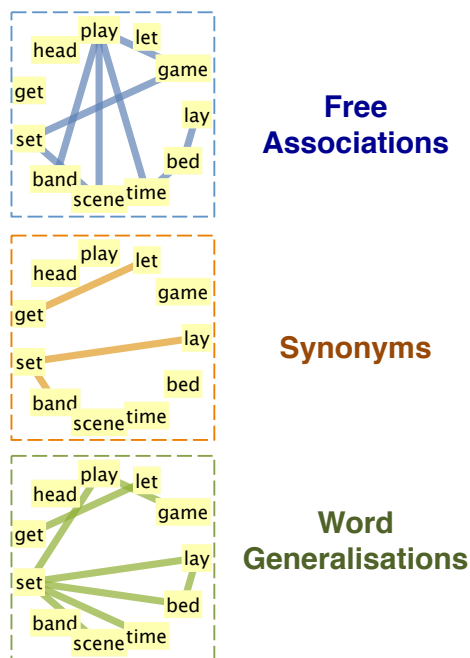 play
let
head
game
get
lay
set
bed
band
time
scene
Free
Associations
play
let
head
game
get
lay
set
bed
band
time
scene
Synonyms
play
let
head
game
get
lay
set
bed
band
time
scene
Word
Generalisations